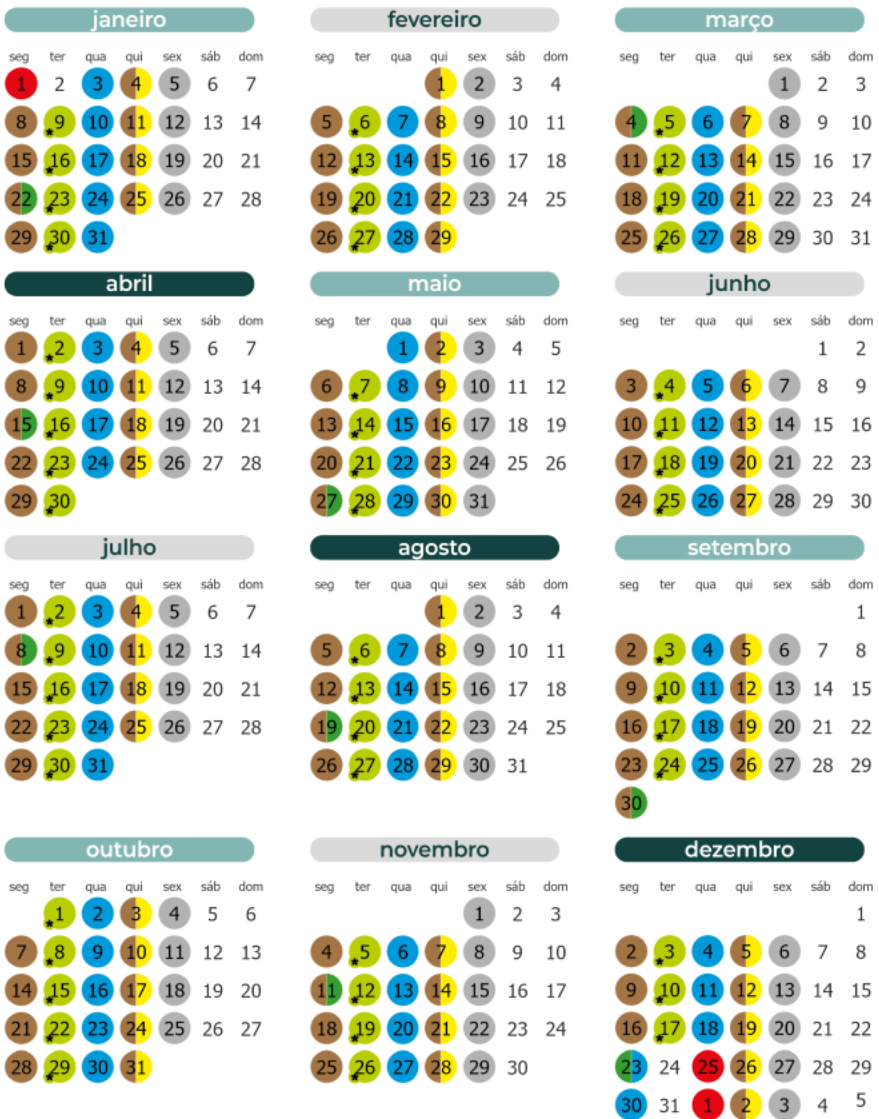 janeiro fevereiro março
seg ter qua qui sex sáb dom seg ter qua qui sex sáb dom seg ter qua qui sex sáb dom
1 2 3 4 5 6 7 1 2 3 4 1 2 3
8 *9 10 11 12 13 14 5 *6 7 8 9 10 11 4 *5 6 7 8 9 10
15 *16 17 18 19 20 21 12 *13 14 15 16 17 18 11 *12 13 14 15 16 17
22 *23 24 25 26 27 28 19 *20 21 22 23 24 25 18 *19 20 21 22 23 24
29 *30 31 26 *27 28 29 25 *26 27 28 29 30 31
abril maio junho
seg ter qua qui sex sáb dom seg ter qua qui sex sáb dom seg ter qua qui sex sáb dom
1 *2 3 4 5 6 7 1 2 3 4 5 1 2
8 *9 10 11 12 13 14 6 *7 8 9 10 11 12 3 *4 5 6 7 8 9
15 *16 17 18 19 20 21 13 *14 15 16 17 18 19 10 *11 12 13 14 15 16
22 *23 24 25 26 27 28 20 *21 22 23 24 25 26 17 *18 19 20 21 22 23
29 *30 27 *28 29 30 31 24 *25 26 27 28 29 30
julho agosto setembro
seg ter qua qui sex sáb dom seg ter qua qui sex sáb dom seg ter qua qui sex sáb dom
1 *2 3 4 5 6 7 1 2 3 4 1
8 *9 10 11 12 13 14 5 *6 7 8 9 10 11 2 *3 4 5 6 7 8
15 *16 17 18 19 20 21 12 *13 14 15 16 17 18 9 *10 11 12 13 14 15
22 *23 24 25 26 27 28 19 *20 21 22 23 24 25 16 *17 18 19 20 21 22
29 *30 31 26 *27 28 29 30 31 23 *24 25 26 27 28 29
30
outubro novembro dezembro
seg ter qua qui sex sáb dom seg ter qua qui sex sáb dom seg ter qua qui sex sáb dom
*1 2 3 4 5 6 1 2 3 1
7 *8 9 10 11 12 13 4 *5 6 7 8 9 10 2 *3 4 5 6 7 8
14 *15 16 17 18 19 20 11 *12 13 14 15 16 17 9 *10 11 12 13 14 15
21 *22 23 24 25 26 27 18 *19 20 21 22 23 24 16 *17 18 19 20 21 22
28 *29 30 31 25 *26 27 28 29 30 23 24 25 26 27 28 29
30 31 1 2 3 4 5